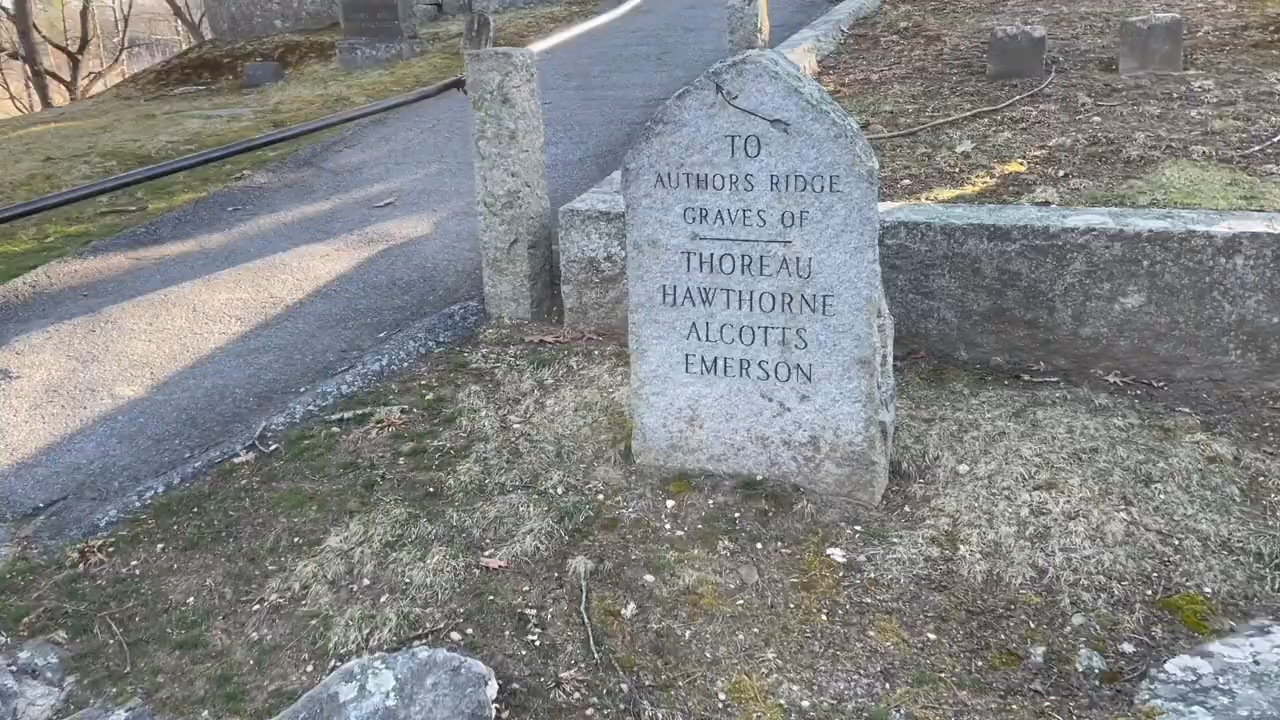 TO
AUTHORS RIDGE
GRAVES OF
THOREAU
HAWTHORNE
ALCOTTS
EMERSON